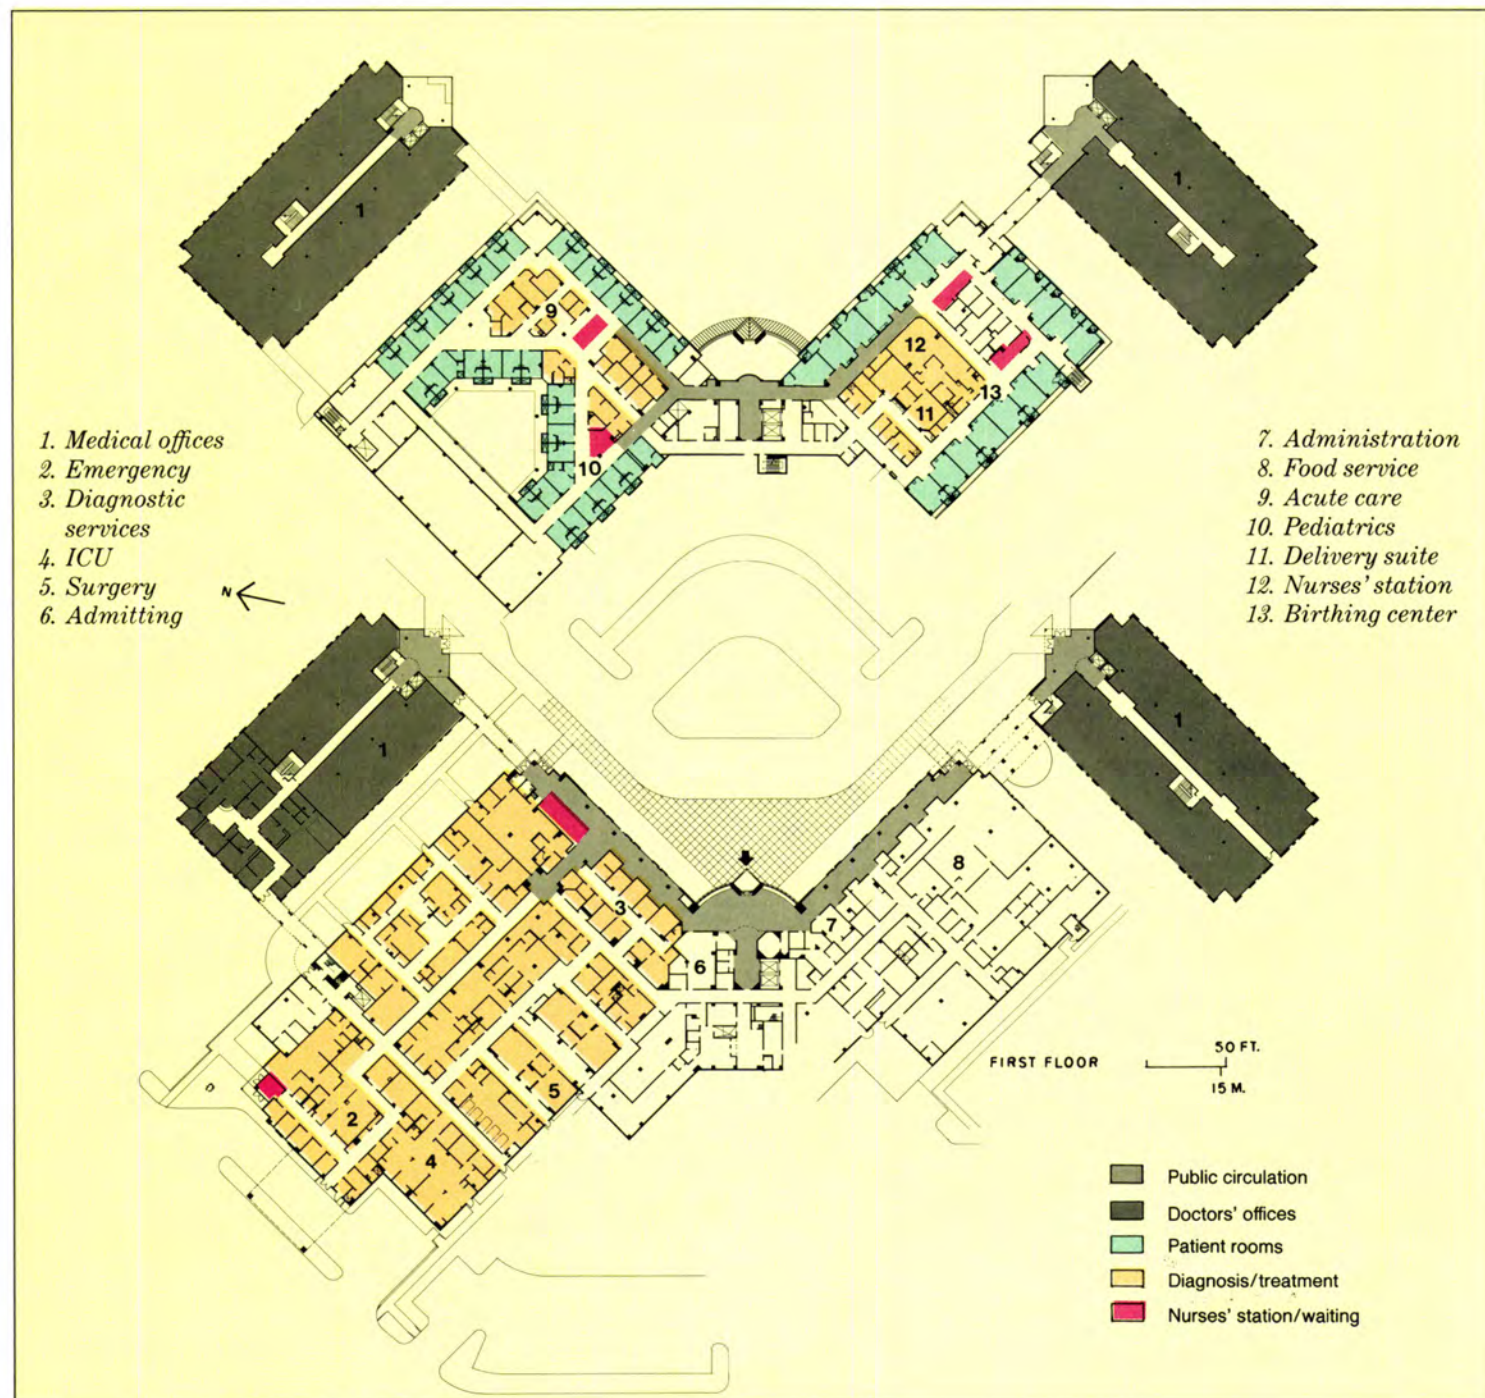 1
1
9
12
11
13
10
1. Medical offices
2. Emergency
3. Diagnostic
services
4. ICU
5. Surgery
6. Admitting
7. Administration
8. Food service
9. Acute care
10. Pediatrics
11. Delivery suite
12. Nurses' station
13. Birthing center
N
1
1
8
3
7
6
5
2
4
FIRST FLOOR
50 FT.
15 M.
Public circulation
Doctors' offices
Patient rooms
Diagnosis/treatment
Nurses' station/waiting